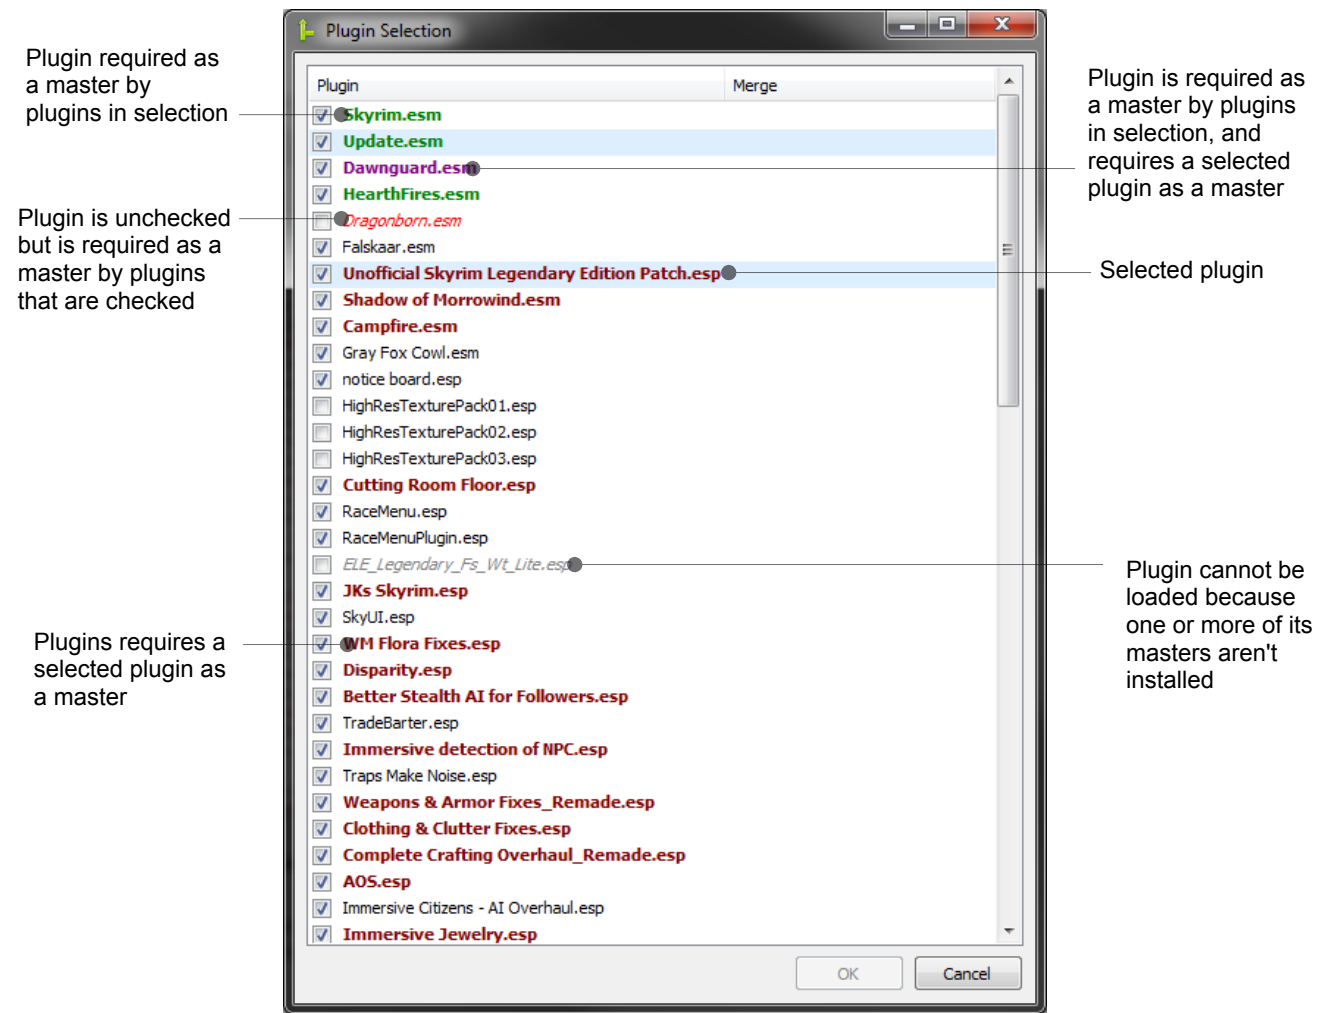 Plugin Selection
Plugin required as
a master by
plugins in selection
Plugin is unchecked
but is required as a
master by plugins
that are checked
Plugins requires a
selected plugin as
a master
Plugin
Merge
Skyrim.esm
Update.esm
Dawnguard.esm
HearthFires.esm
Dragonborn.esm
Falskaar.esm
Unofficial Skyrim Legendary Edition Patch.esp
Shadow of Morrowind.esm
Campfire.esm
Gray Fox Cowl.esm
notice board.esp
HighResTexturePack01.esp
HighResTexturePack02.esp
HighResTexturePack03.esp
Cutting Room Floor.esp
RaceMenu.esp
RaceMenuPlugin.esp
ELE_Legendary_Fs_Wt_Lite.esp
JKs Skyrim.esp
SkyUI.esp
WM Flora Fixes.esp
Disparity.esp
Better Stealth AI for Followers.esp
TradeBarter.esp
Immersive detection of NPC.esp
Traps Make Noise.esp
Weapons & Armor Fixes_Remade.esp
Clothing & Clutter Fixes.esp
Complete Crafting Overhaul_Remade.esp
AOS.esp
Immersive Citizens - AI Overhaul.esp
Immersive Jewelry.esp
OK
Cancel
Plugin is required as
a master by plugins
in selection, and
requires a selected
plugin as a master
Selected plugin
Plugin cannot be
loaded because
one or more of its
masters aren't
installed